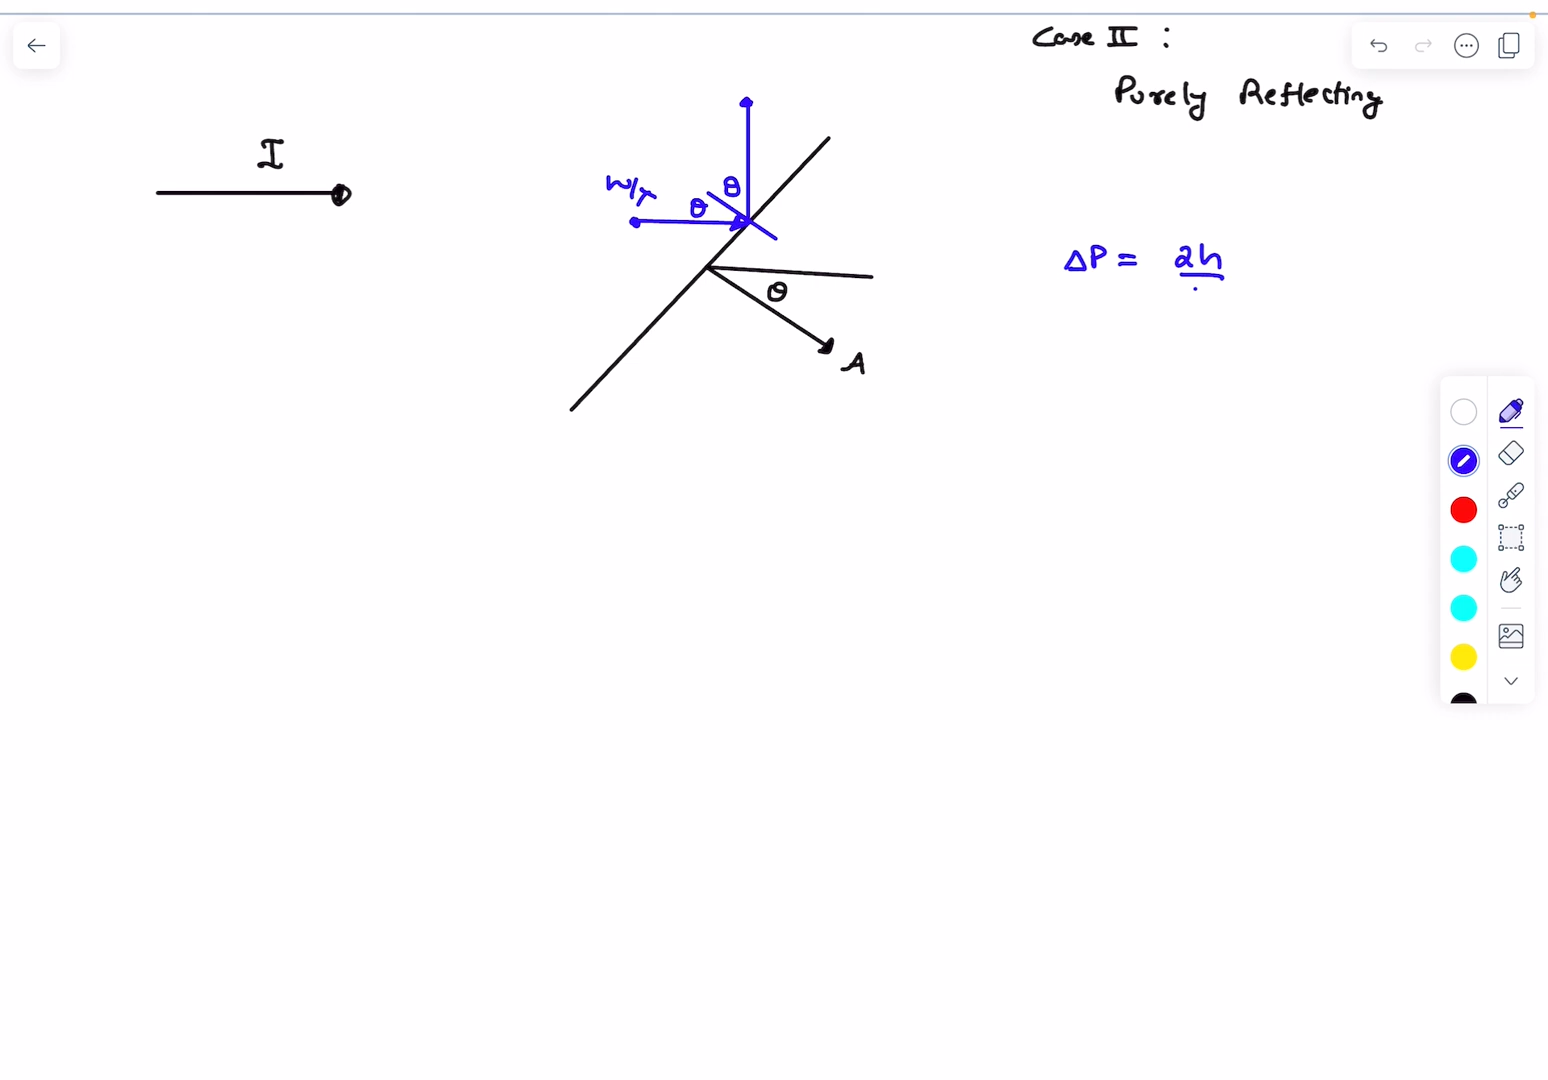 Case II :
Purely Reflecting
I
θ
h/λ
θ
ΔP = 2h
θ
A